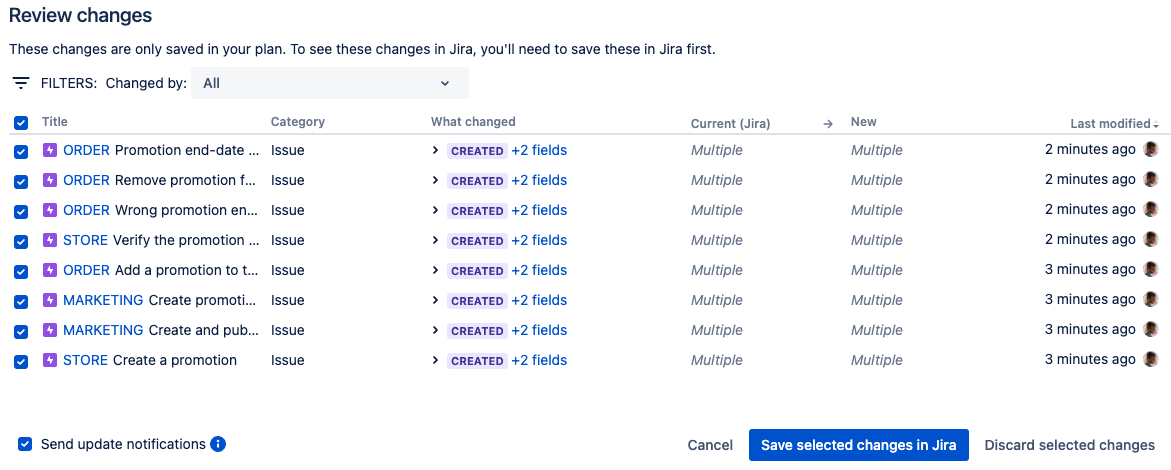 Review changes
These changes are only saved in your plan. To see these changes in Jira, you'll need to save these in Jira first.
FILTERS: Changed by: All
Title Category What changed Current (Jira) → New Last modified
ORDER Promotion end-date ... Issue CREATED +2 fields Multiple Multiple 2 minutes ago
ORDER Remove promotion f... Issue CREATED +2 fields Multiple Multiple 2 minutes ago
ORDER Wrong promotion en... Issue CREATED +2 fields Multiple Multiple 2 minutes ago
STORE Verify the promotion ... Issue CREATED +2 fields Multiple Multiple 2 minutes ago
ORDER Add a promotion to t... Issue CREATED +2 fields Multiple Multiple 3 minutes ago
MARKETING Create promoti... Issue CREATED +2 fields Multiple Multiple 3 minutes ago
MARKETING Create and pub... Issue CREATED +2 fields Multiple Multiple 3 minutes ago
STORE Create a promotion Issue CREATED +2 fields Multiple Multiple 3 minutes ago
Send update notifications Cancel Save selected changes in Jira Discard selected changes